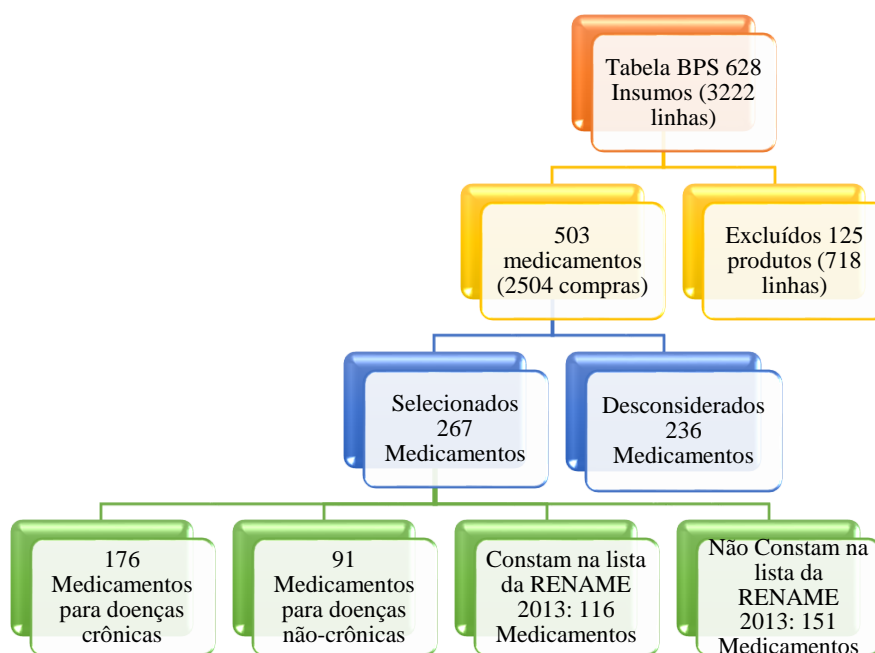 Tabela BPS 628
Insumos (3222
linhas)
503
medicamentos
(2504 compras)
Excluídos 125
produtos (718
linhas)
Selecionados
267
Medicamentos
Desconsiderados
236
Medicamentos
176
Medicamentos
para doenças
crônicas
91
Medicamentos
para doenças
não-crônicas
Constam na lista
da RENAME
2013: 116
Medicamentos
Não Constam na
lista da
RENAME
2013: 151
Medicamentos